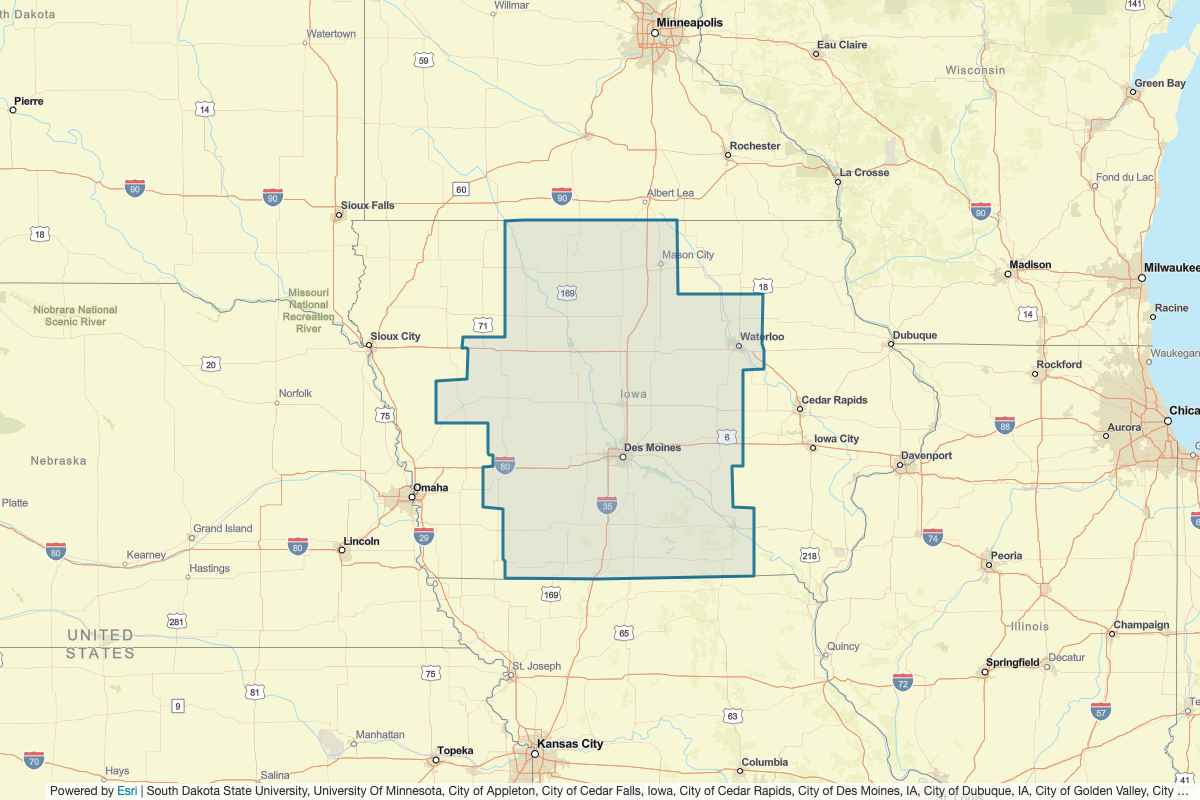 141
Willmar
th Dakota
Minneapolis
Watertown
Eau Claire
59
Wisconsin
Green Bay
Pierre
14
Rochester
La Crosse
Fond du Lac
90
90
60
90
Albert Lea
Sioux Falls
90
18
Mason City
Madison
Milwaukee
18
169
Missouri
National
Recreation
River
Niobrara National
Scenic River
14
Racine
71
Sioux City
Waterloo
Dubuque
Waukegan
20
Rockford
Norfolk
Iowa
Cedar Rapids
75
Chica
88
Aurora
6
Iowa City
Des Moines
Davenport
Nebraska
80
Omaha
Platte
35
Grand Island
29
74
Lincoln
80
80
Kearney
218
Peoria
Hastings
169
281
65
Illinois
Champaign
UNITED
STATES
Quincy
Springfield
Decatur
St. Joseph
75
72
81
9
63
57
Manhattan
Kansas City
Topeka
70
Columbia
Hays
Salina
41
Powered by Esri | South Dakota State University, University Of Minnesota, City of Appleton, City of Cedar Falls, Iowa, City of Cedar Rapids, City of Des Moines, IA, City of Dubuque, IA, City of Golden Valley, City ...